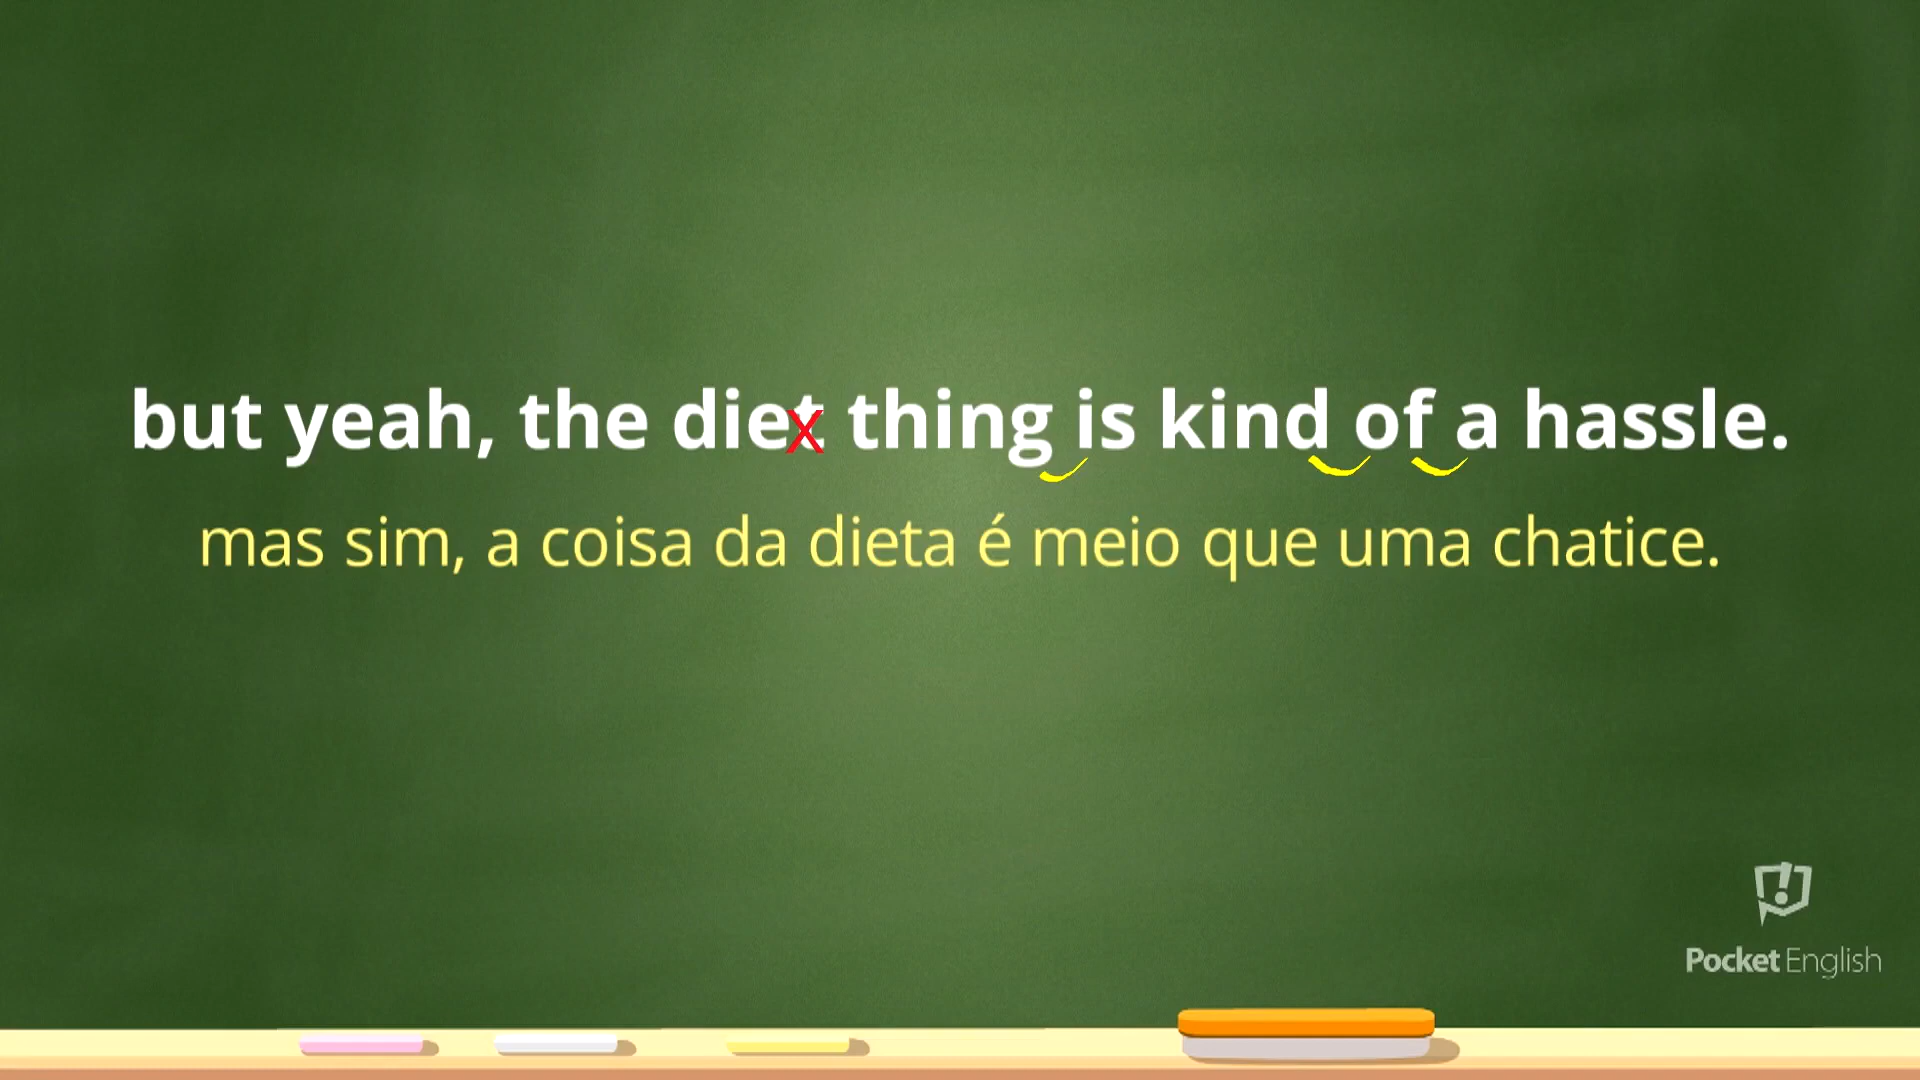 but yeah, the diet thing is kind of a hassle.
X
mas sim, a coisa da dieta é meio que uma chatice.
Pocket English